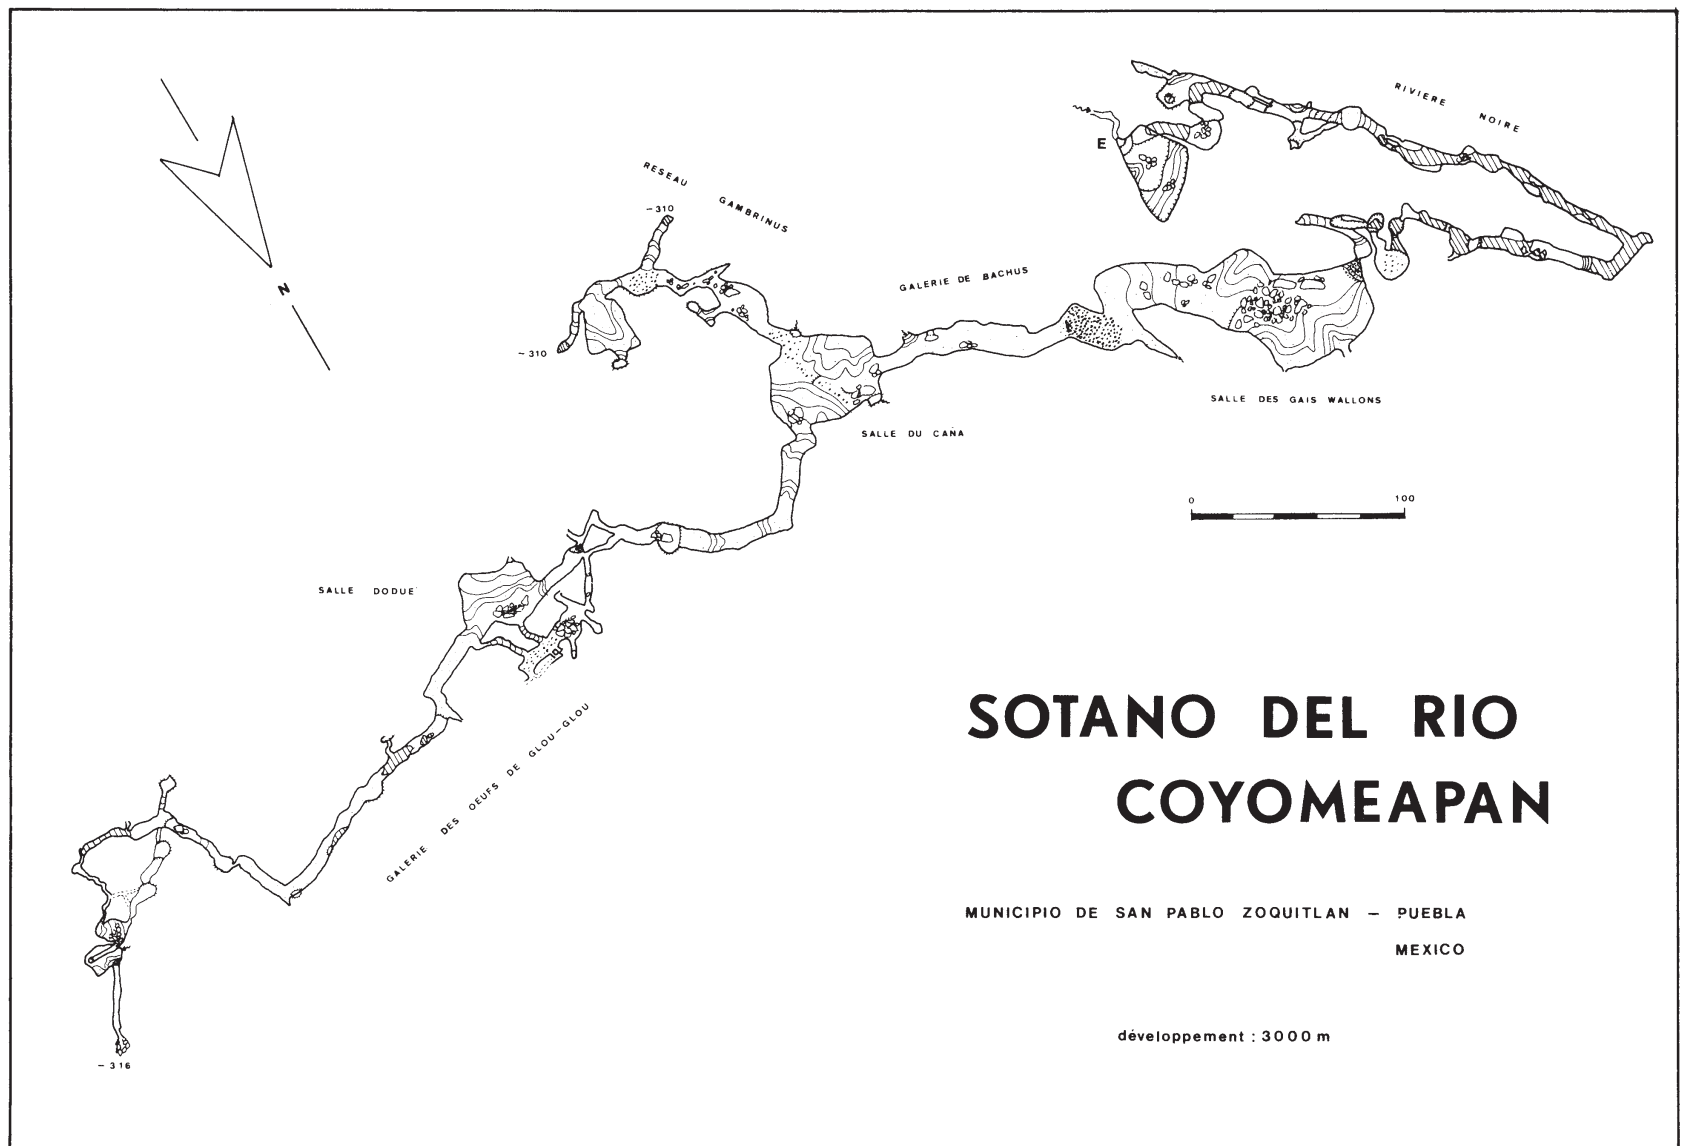 RIVIERE NOIRE
E
RESEAU GAMBRINUS
-310
N
GALERIE DE BACHUS
-310
SALLE DES GAIS WALLONS
SALLE DU CAÑA
0 100
SALLE DODUE
SOTANO DEL RIO
COYOMEAPAN
GALERIE DES OEUFS DE GLOU-GLOU
MUNICIPIO DE SAN PABLO ZOQUITLAN – PUEBLA
MEXICO
développement : 3000 m
- 316